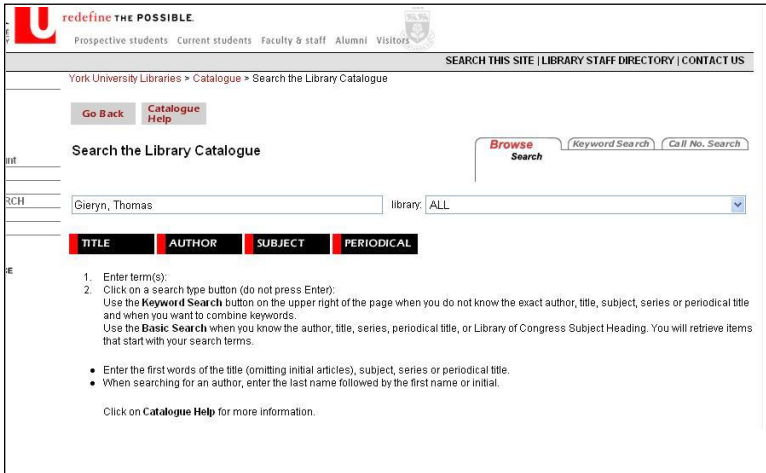 redefine THE POSSIBLE.
Prospective students Current students Faculty & staff Alumni Visitors
SEARCH THIS SITE | LIBRARY STAFF DIRECTORY | CONTACT US
York University Libraries > Catalogue > Search the Library Catalogue
Go Back
Catalogue
Help
Search the Library Catalogue
Browse
Search
Keyword Search
Call No. Search
Gieryn, Thomas
library: ALL
TITLE AUTHOR SUBJECT PERIODICAL
1. Enter term(s):
2. Click on a search type button (do not press Enter):
Use the Keyword Search button on the upper right of the page when you do not know the exact author, title, subject, series or periodical title
and when you want to combine keywords.
Use the Basic Search when you know the author, title, series, periodical title, or Library of Congress Subject Heading. You will retrieve items
that start with your search terms.
• Enter the first words of the title (omitting initial articles), subject, series or periodical title.
• When searching for an author, enter the last name followed by the first name or initial.
Click on Catalogue Help for more information.